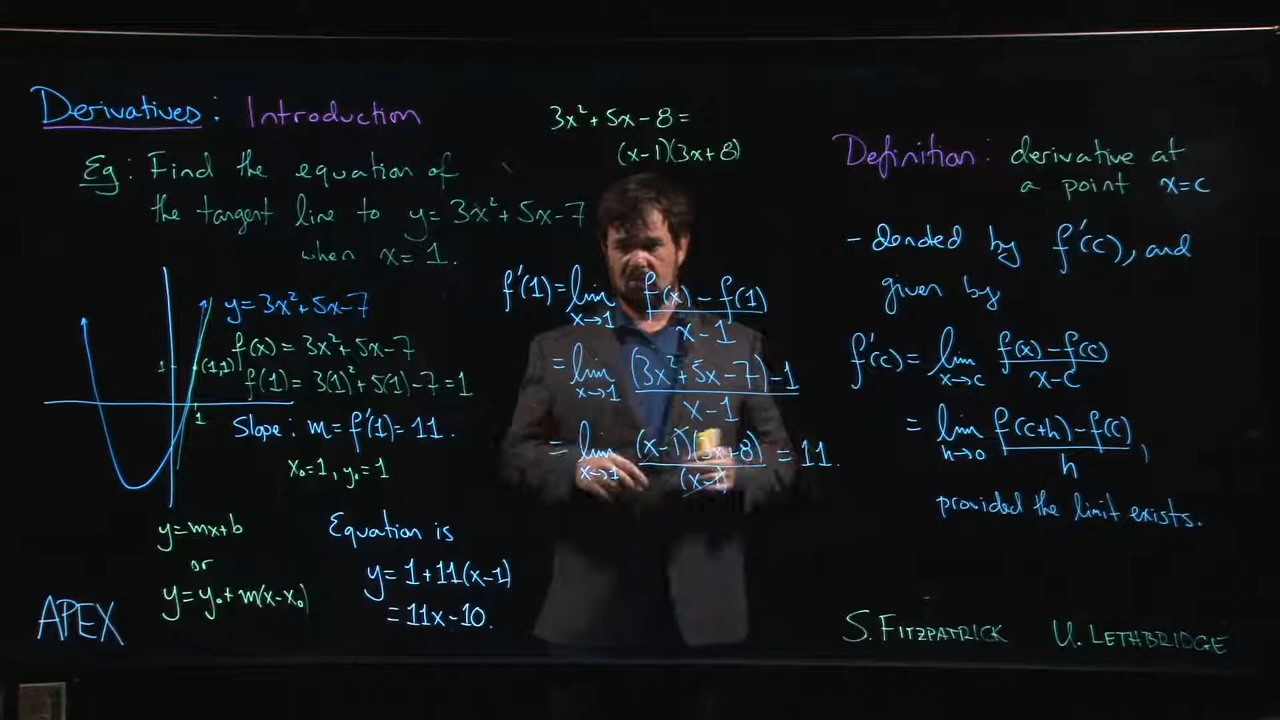 Derivatives: Introduction
Eg: Find the equation of
the tangent line to y = 3x² + 5x - 7
when x = 1.
y = 3x² + 5x - 7
f(x) = 3x² + 5x - 7
f(1) = 3(1)² + 5(1) - 7 = 1
1
(1,1)
1
Slope: m = f'(1) = 11.
x₀ = 1, y₀ = 1
y = mx + b
or
y = y₀ + m(x - x₀)
Equation is
y = 1 + 11(x - 1)
= 11x - 10.
APEX
3x² + 5x - 8 =
(x - 1)(3x + 8)
f'(1) = lim x→1 (f(x) - f(1))/(x - 1)
= lim x→1 ((3x² + 5x - 7) - 1)/(x - 1)
= lim x→1 ((x - 1)(3x + 8))/(x - 1) = 11.
Definition: derivative at
a point x = c
- denoted by f'(c), and
given by
f'(c) = lim x→c (f(x) - f(c))/(x - c)
= lim h→0 (f(c + h) - f(c))/h,
provided the limit exists.
S. FITZPATRICK U. LETHBRIDGE